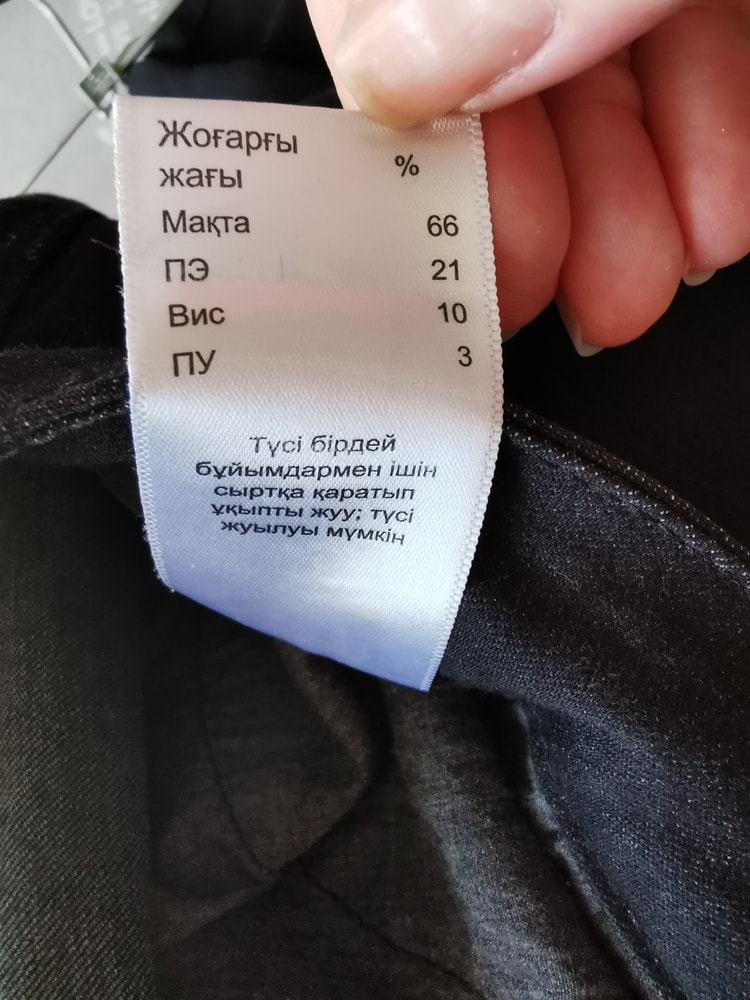 Жоғарғы
жағы %
Мақта 66
ПЭ 21
Вис 10
ПУ 3
Түсі бірдей
бұйымдармен ішін
сыртқа қаратып
ұқыпты жуу; түсі
жуылуы мүмкін